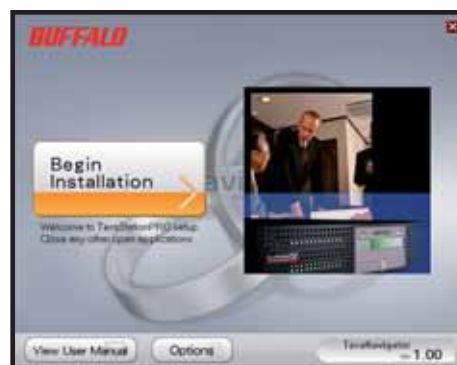 BUFFALO
Begin
Installation
Welcome to TeraStation PRO setup.
Close any other open applications.
View User Manual
Options
TeraNavigator
ver. 1.00